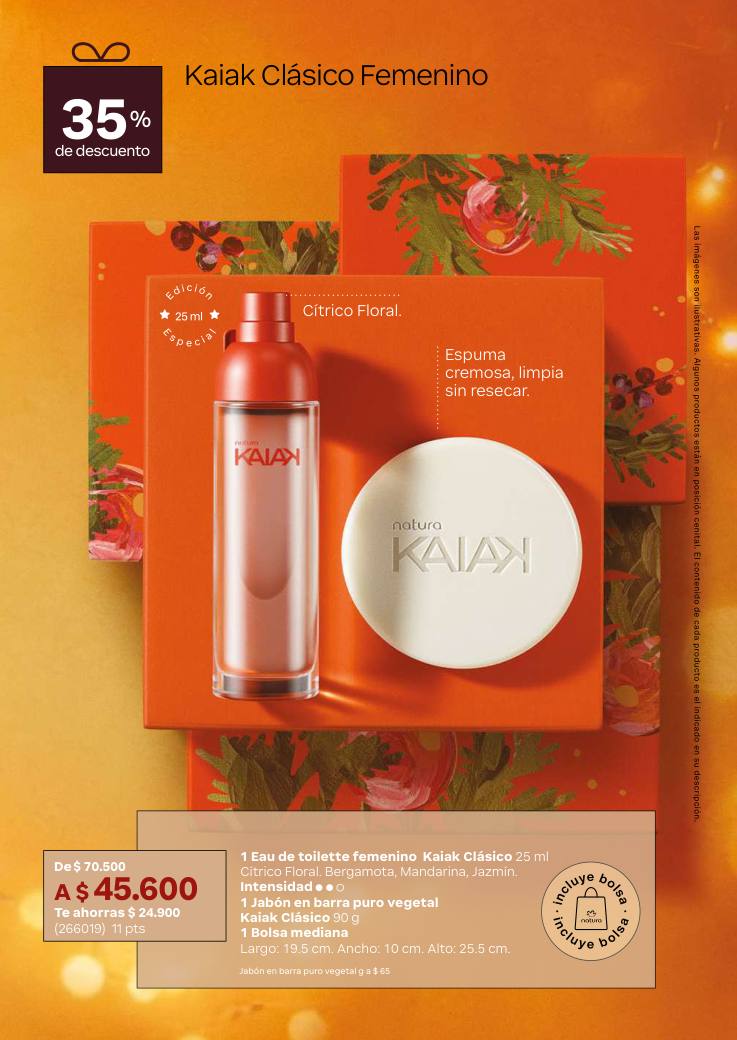 35%
de descuento
Kaiak Clásico Femenino
Edición
25 ml
Especial
Cítrico Floral.
Espuma
cremosa, limpia
sin resecar.
natura
KAIAK
natura
KAIAK
Las imágenes son ilustrativas. Algunos productos están en posición cenital. El contenido de cada producto es el indicado en su descripción.
De $ 70.500
A $ 45.600
Te ahorras $ 24.900
(266019) 11 pts
1 Eau de toilette femenino Kaiak Clásico 25 ml
Cítrico Floral. Bergamota, Mandarina, Jazmín.
Intensidad ●●○
1 Jabón en barra puro vegetal
Kaiak Clásico 90 g
1 Bolsa mediana
Largo: 19.5 cm. Ancho: 10 cm. Alto: 25.5 cm.
Jabón en barra puro vegetal g a $ 65
· incluye bolsa ·
natura
incluye bolsa